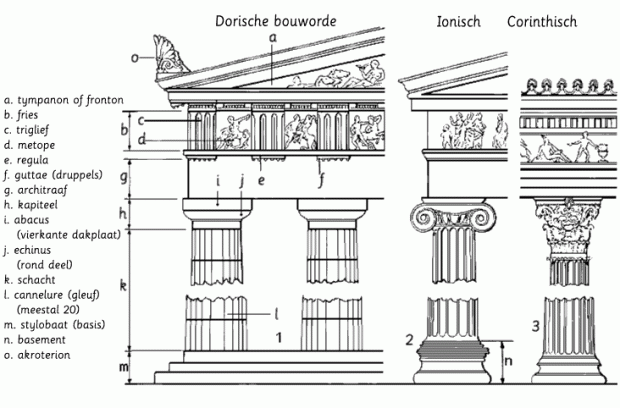 Dorische bouworde
Ionisch
Corinthisch
a
o
a. tympanon of fronton
b. fries
c. triglief
d. metope
e. regula
f. guttae (druppels)
g. architraaf
h. kapiteel
i. abacus
(vierkante dakplaat)
j. echinus
(rond deel)
k. schacht
l. cannelure (gleuf)
(meestal 20)
m. stylobaat (basis)
n. basement
o. akroterion
b
c
d
e
f
g
i
j
h
k
l
1
2
3
m
n